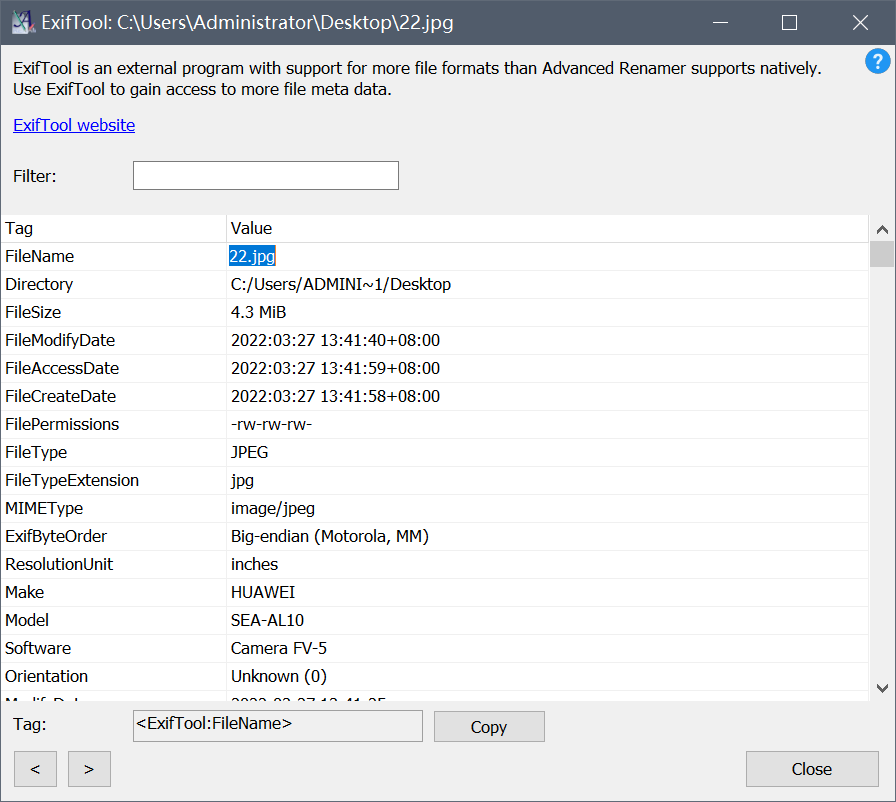 ExifTool: C:\Users\Administrator\Desktop\22.jpg
ExifTool is an external program with support for more file formats than Advanced Renamer supports natively.
Use ExifTool to gain access to more file meta data.
?
ExifTool website
Filter:
Tag Value
FileName 22.jpg
Directory C:/Users/ADMINI~1/Desktop
FileSize 4.3 MiB
FileModifyDate 2022:03:27 13:41:40+08:00
FileAccessDate 2022:03:27 13:41:59+08:00
FileCreateDate 2022:03:27 13:41:58+08:00
FilePermissions -rw-rw-rw-
FileType JPEG
FileTypeExtension jpg
MIMEType image/jpeg
ExifByteOrder Big-endian (Motorola, MM)
ResolutionUnit inches
Make HUAWEI
Model SEA-AL10
Software Camera FV-5
Orientation Unknown (0)
Tag: <ExifTool:FileName> Copy
< > Close